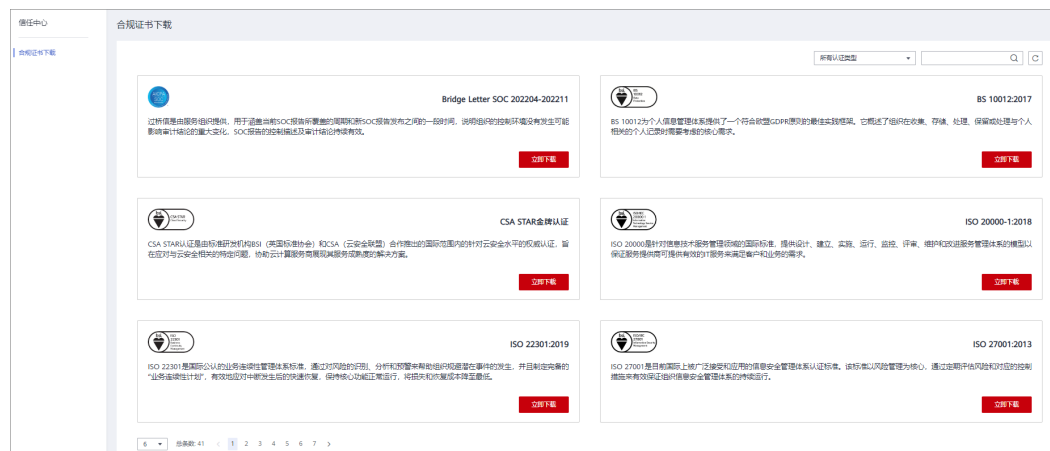 信任中心
合规证书下载
合规证书下载
所有认证类型
Bridge Letter SOC 202204-202211
过桥信是由服务组织提供，用于涵盖当前SOC报告所覆盖的周期和新SOC报告发布之间的一段时间，说明组织的控制环境没有发生可能
影响审计结论的重大变化，SOC报告的控制描述及审计结论持续有效。
立即下载
BS 10012:2017
BS 10012为个人信息管理体系提供了一个符合欧盟GDPR原则的最佳实践框架。它概述了组织在收集、存储、处理、保留或处理与个人
相关的个人记录时需要考虑的核心需求。
立即下载
CSA STAR
CSA STAR金牌认证
CSA STAR认证是由标准研发机构BSI（英国标准协会）和CSA（云安全联盟）合作推出的国际范围内的针对云安全水平的权威认证，旨
在应对与云安全相关的特定问题，协助云计算服务商展现其服务成熟度的解决方案。
立即下载
ISO 20000-1:2018
ISO 20000是针对信息技术服务管理领域的国际标准，提供设计、建立、实施、运行、监控、评审、维护和改进服务管理体系的模型以
保证服务提供商可提供有效的IT服务来满足客户和业务的需求。
立即下载
ISO 22301:2019
ISO 22301是国际公认的业务连续性管理体系标准，通过对风险的识别、分析和预警来帮助组织规避潜在事件的发生，并且制定完备的
“业务连续性计划”，有效地应对中断发生后的快速恢复，保持核心功能正常运行，将损失和恢复成本降至最低。
立即下载
ISO 27001:2013
ISO 27001是目前国际上被广泛接受和应用的信息安全管理体系认证标准。该标准以风险管理为核心，通过定期评估风险和对应的控制
措施来有效保证组织信息安全管理体系的持续运行。
立即下载
6 总条数: 41 < 1 2 3 4 5 6 7 >